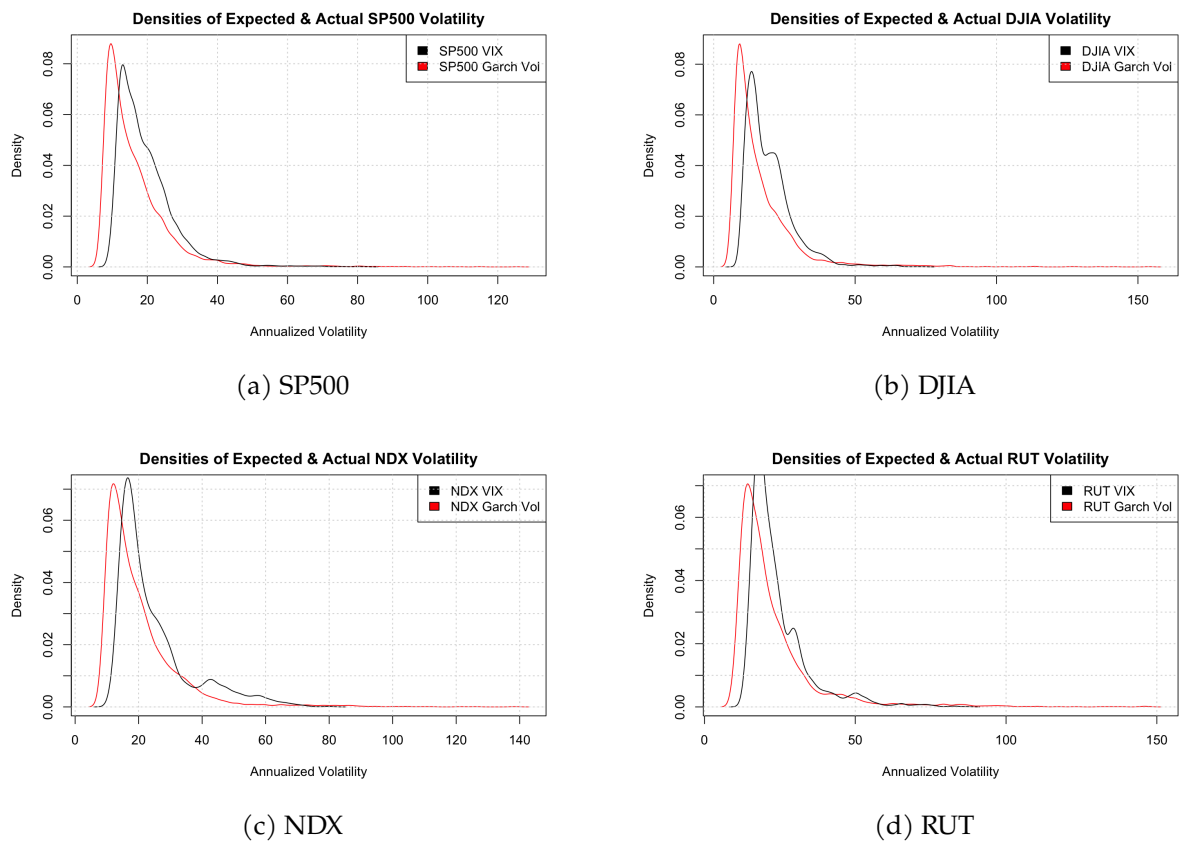 Densities of Expected & Actual SP500 Volatility
SP500 VIX
SP500 Garch Vol
Density
0.00
0.02
0.04
0.06
0.08
0
20
40
60
80
100
120
Annualized Volatility
(a) SP500
Densities of Expected & Actual DJIA Volatility
DJIA VIX
DJIA Garch Vol
Density
0.00
0.02
0.04
0.06
0.08
0
50
100
150
Annualized Volatility
(b) DJIA
Densities of Expected & Actual NDX Volatility
NDX VIX
NDX Garch Vol
Density
0.00
0.02
0.04
0.06
0
20
40
60
80
100
120
140
Annualized Volatility
(c) NDX
Densities of Expected & Actual RUT Volatility
RUT VIX
RUT Garch Vol
Density
0.00
0.02
0.04
0.06
0
50
100
150
Annualized Volatility
(d) RUT